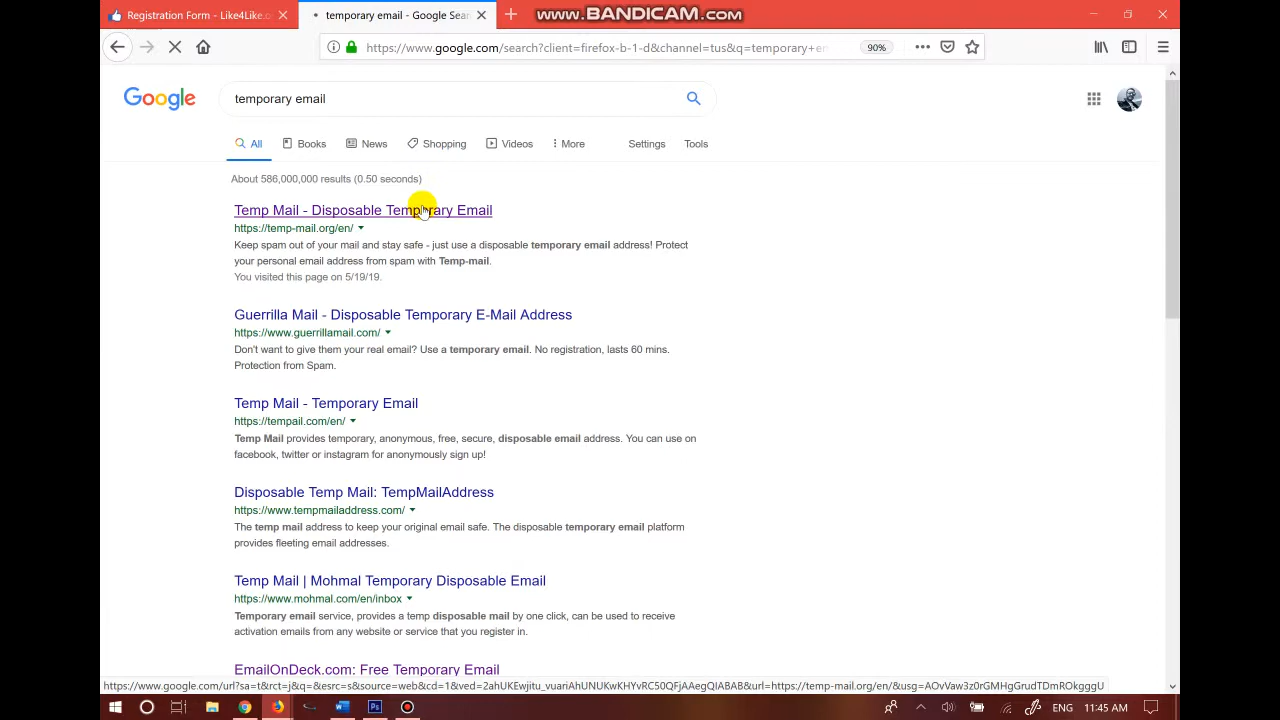 Registration Form - Like4Like.o
temporary email - Google Sear
www.BANDICAM.com
https://www.google.com/search?client=firefox-b-1-d&channel=tus&q=temporary+en
90%
Google
temporary email
All
Books
News
Shopping
Videos
More
Settings
Tools
About 586,000,000 results (0.50 seconds)
Temp Mail - Disposable Temporary Email
https://temp-mail.org/en/
Keep spam out of your mail and stay safe - just use a disposable temporary email address! Protect
your personal email address from spam with Temp-mail.
You visited this page on 5/19/19.
Guerrilla Mail - Disposable Temporary E-Mail Address
https://www.guerrillamail.com/
Don't want to give them your real email? Use a temporary email. No registration, lasts 60 mins.
Protection from Spam.
Temp Mail - Temporary Email
https://tempail.com/en/
Temp Mail provides temporary, anonymous, free, secure, disposable email address. You can use on
facebook, twitter or instagram for anonymously sign up!
Disposable Temp Mail: TempMailAddress
https://www.tempmailaddress.com/
The temp mail address to keep your original email safe. The disposable temporary email platform
provides fleeting email addresses.
Temp Mail | Mohmal Temporary Disposable Email
https://www.mohmal.com/en/inbox
Temporary email service, provides a temp disposable mail by one click, can be used to receive
activation emails from any website or service that you register in.
EmailOnDeck.com: Free Temporary Email
https://www.google.com/url?sa=t&rct=j&q=&esrc=s&source=web&cd=1&ved=2ahUKEwjitu_vuariAhUNUKwKHYvRC50QFjAAegQIABAB&url=https://temp-mail.org/en/&usg=AOvVaw3z0rGMHgGrudTDmROkgggU
ENG
11:45 AM